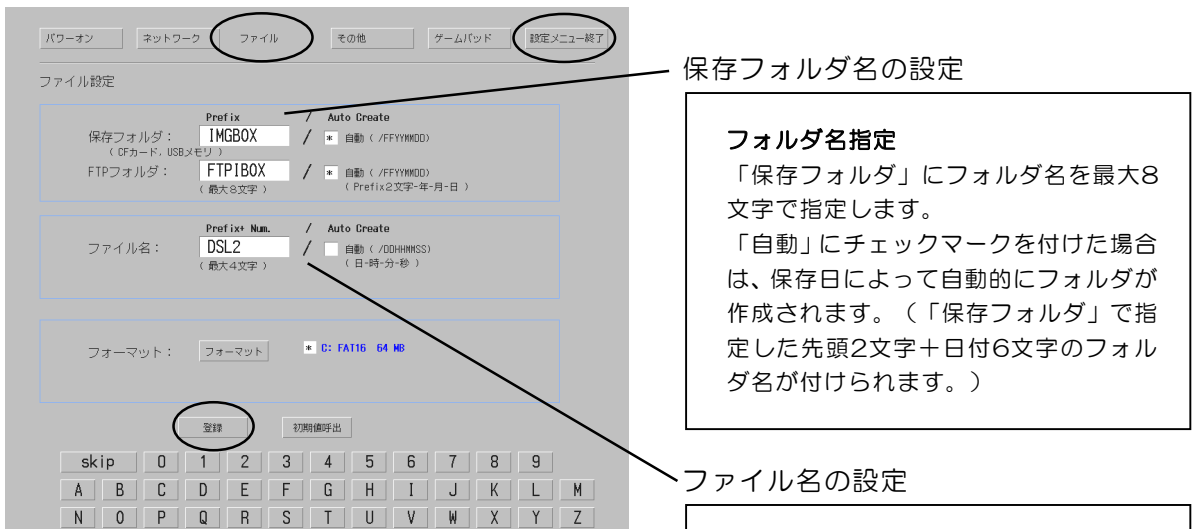 パワーオン ネットワーク ファイル その他 ゲームパッド 設定メニュー終了
ファイル設定
Prefix / Auto Create
保存フォルダ： IMGBOX / * 自動 ( /FFYYMMDD)
( CFカード, USBメモリ )
FTPフォルダ： FTPIBOX / * 自動 ( /FFYYMMDD)
( 最大８文字 ) ( Prefix２文字-年-月-日 )
Prefix+ Num. / Auto Create
ファイル名： DSL2 / 自動 ( /DDHHMMSS)
( 最大４文字 ) ( 日-時-分-秒 )
フォーマット： フォーマット * C: FAT16 64 MB
登録 初期値呼出
skip 0 1 2 3 4 5 6 7 8 9
A B C D E F G H I J K L M
N O P Q R S T U V W X Y Z
保存フォルダ名の設定
フォルダ名指定
「保存フォルダ」にフォルダ名を最大8
文字で指定します。
「自動」にチェックマークを付けた場合
は、保存日によって自動的にフォルダが
作成されます。（「保存フォルダ」で指
定した先頭2文字＋日付6文字のフォル
ダ名が付けられます。）
ファイル名の設定